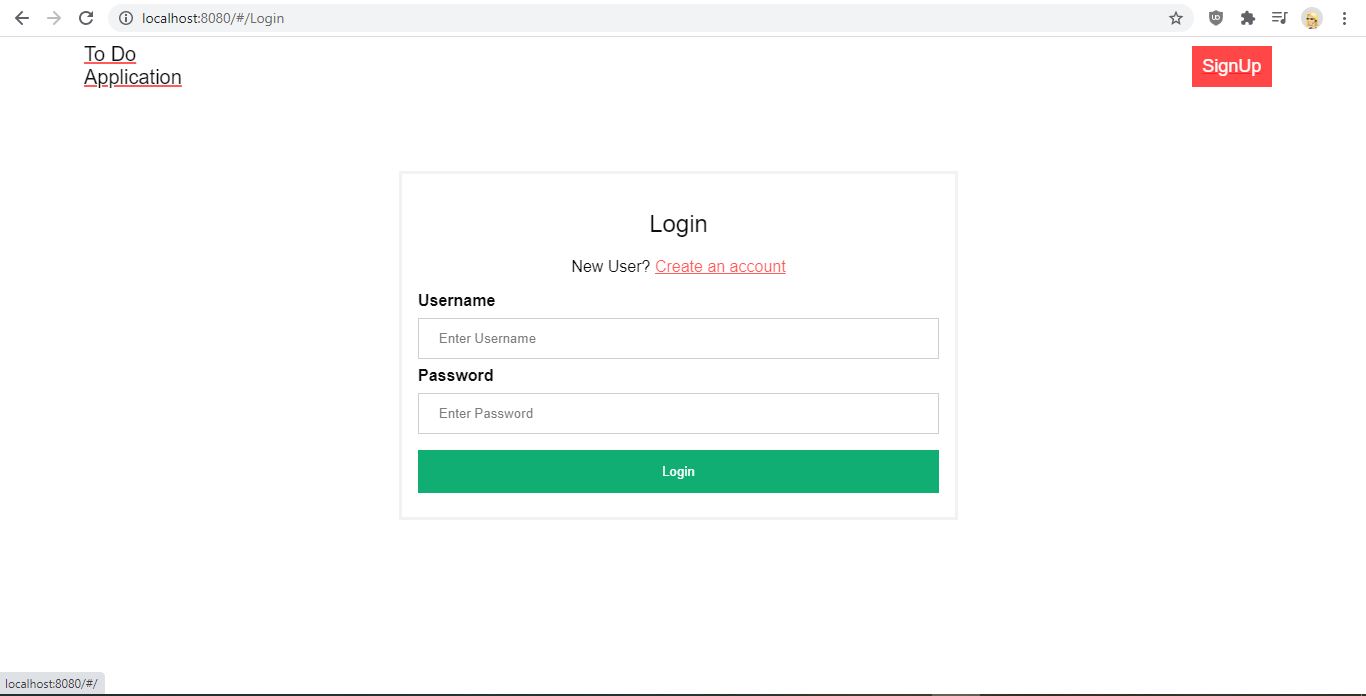 localhost:8080/#/Login
To Do
Application
SignUp
Login
New User? Create an account
Username
Enter Username
Password
Enter Password
Login
localhost:8080/#/